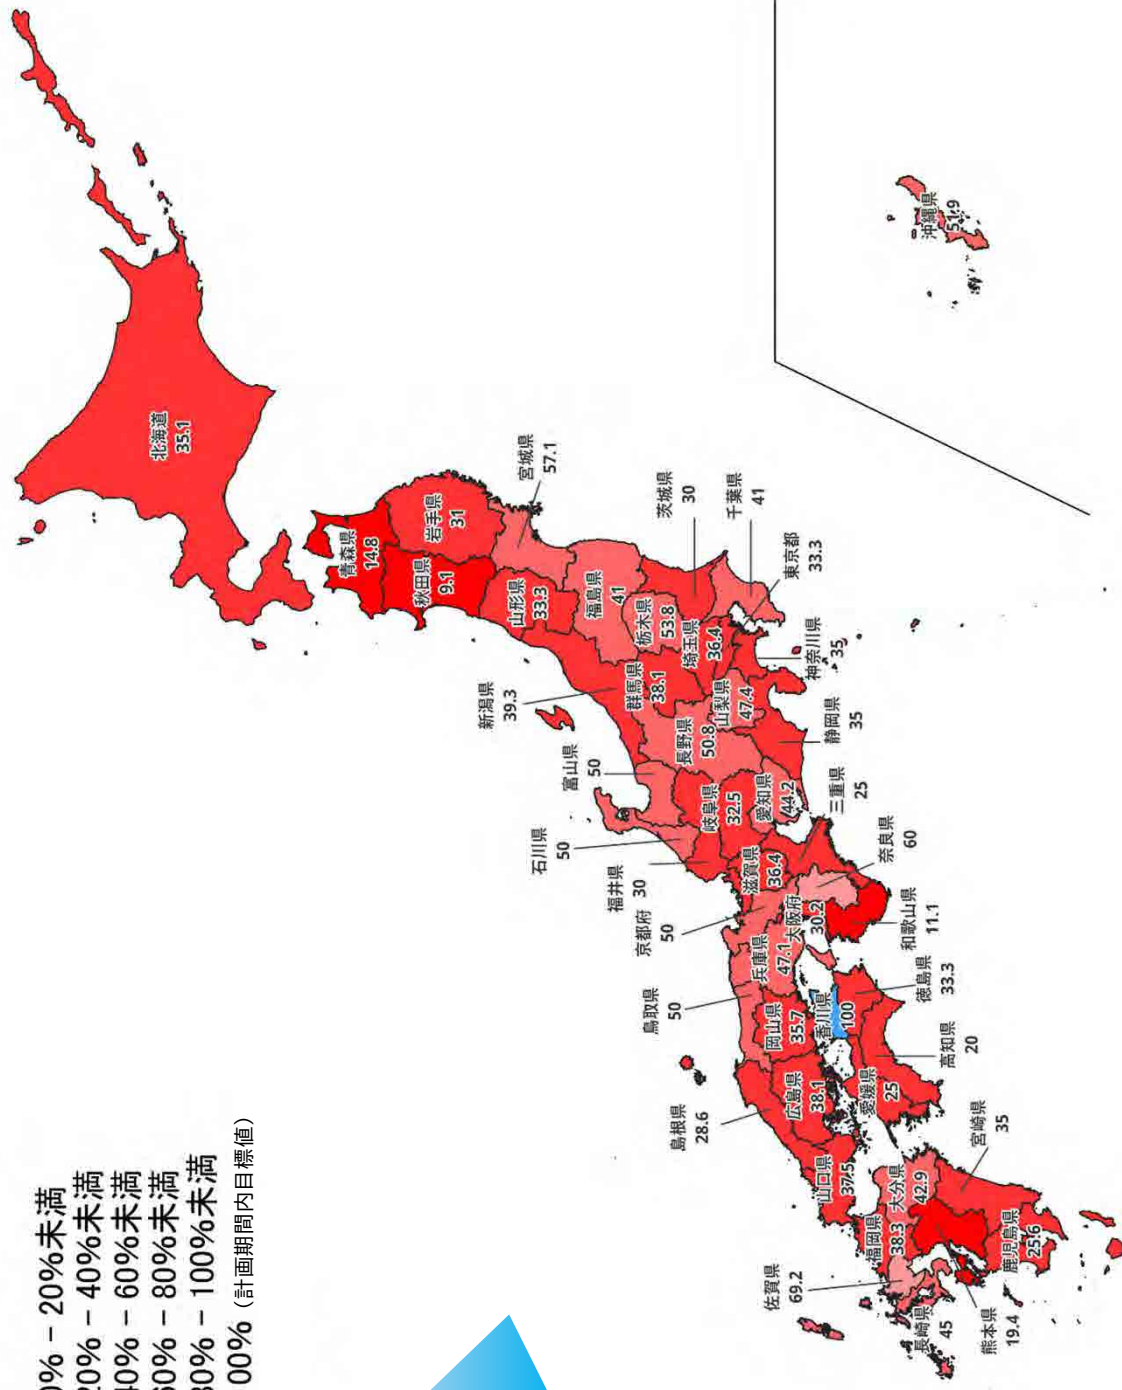 0% – 20%未満
20% – 40%未満
40% – 60%未満
60% – 80%未満
80% – 100%未満
00%（計画期間内目標値）
北海道
35.1
青森県
14.8
岩手県
31
秋田県
9.1
宮城県
57.1
山形県
33.3
福島県
41
茨城県
30
栃木県
53.8
千葉県
41
埼玉県
36.4
東京都
33.3
群馬県
38.1
神奈川県
35
新潟県
39.3
山梨県
47.4
長野県
50.8
静岡県
35
富山県
50
岐阜県
32.5
愛知県
44.2
三重県
25
石川県
50
福井県
30
滋賀県
36.4
奈良県
60
京都府
50
大阪府
30.2
和歌山県
11.1
兵庫県
47.1
鳥取県
50
岡山県
35.7
香川県
100
徳島県
33.3
高知県
20
島根県
28.6
広島県
38.1
愛媛県
25
山口県
37.5
宮崎県
35
大分県
42.9
福岡県
38.3
鹿児島県
25.6
佐賀県
69.2
長崎県
45
熊本県
19.4
沖縄県
51.9